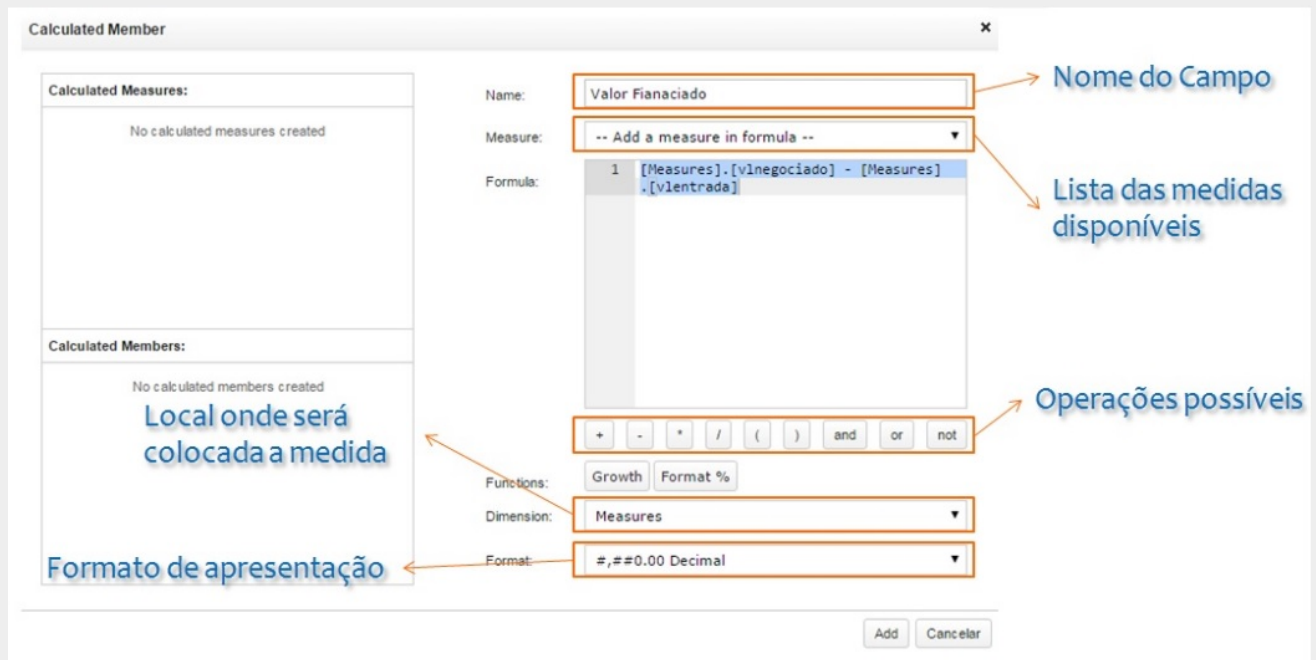 Calculated Member ×
Calculated Measures:
No calculated measures created
Calculated Members:
No calculated members created
Name: Valor Fianaciado
Measure: -- Add a measure in formula --
Formula: 1 [Measures].[vlnegociado] - [Measures]
.[vlentrada]
+ - * / ( ) and or not
Functions: Growth Format %
Dimension: Measures
Format: #,##0.00 Decimal
Add Cancelar
Nome do Campo
Lista das medidas
disponíveis
Operações possíveis
Local onde será
colocada a medida
Formato de apresentação